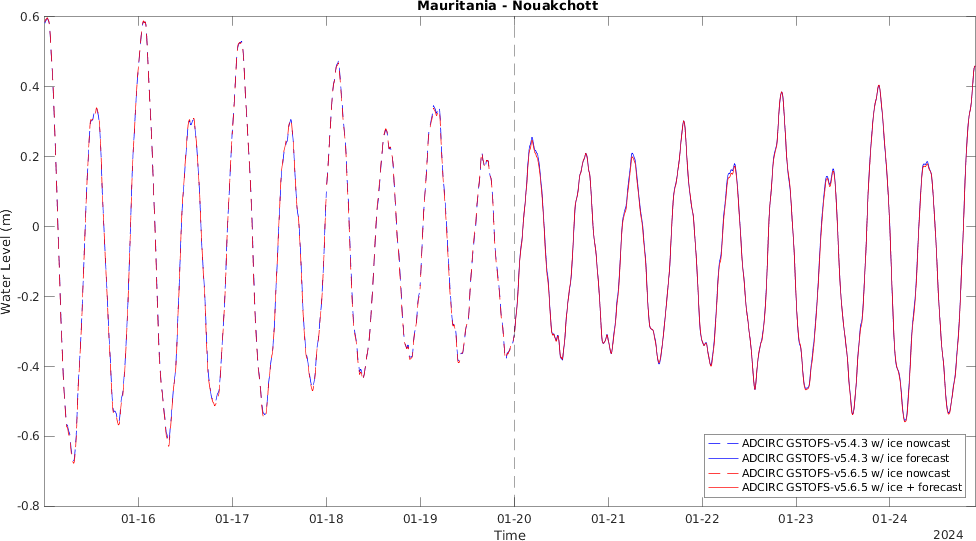 Mauritania - Nouakchott
0.6
0.4
0.2
0
-0.2
-0.4
-0.6
-0.8
Water Level (m)
ADCIRC GSTOFS-v5.4.3 w/ ice nowcast
ADCIRC GSTOFS-v5.4.3 w/ ice forecast
ADCIRC GSTOFS-v5.6.5 w/ ice nowcast
ADCIRC GSTOFS-v5.6.5 w/ ice + forecast
01-16 01-17 01-18 01-19 01-20 01-21 01-22 01-23 01-24
Time
2024